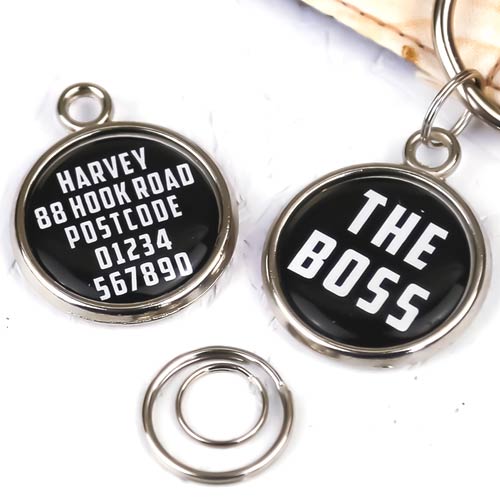 HARVEY
88 HOOK ROAD
POSTCODE
01234
567890
THE
BOSS